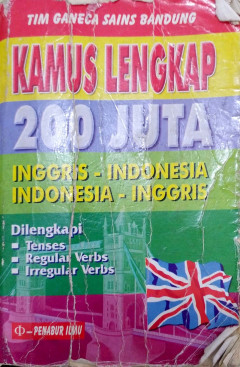 TIM GANECA SAINS BANDUNG
KAMUS LENGKAP
200 JUTA
INGGRIS - INDONESIA
INDONESIA - INGGRIS
Dilengkapi
Tenses
Regular Verbs
Irregular Verbs
Φ-PENABUR ILMU